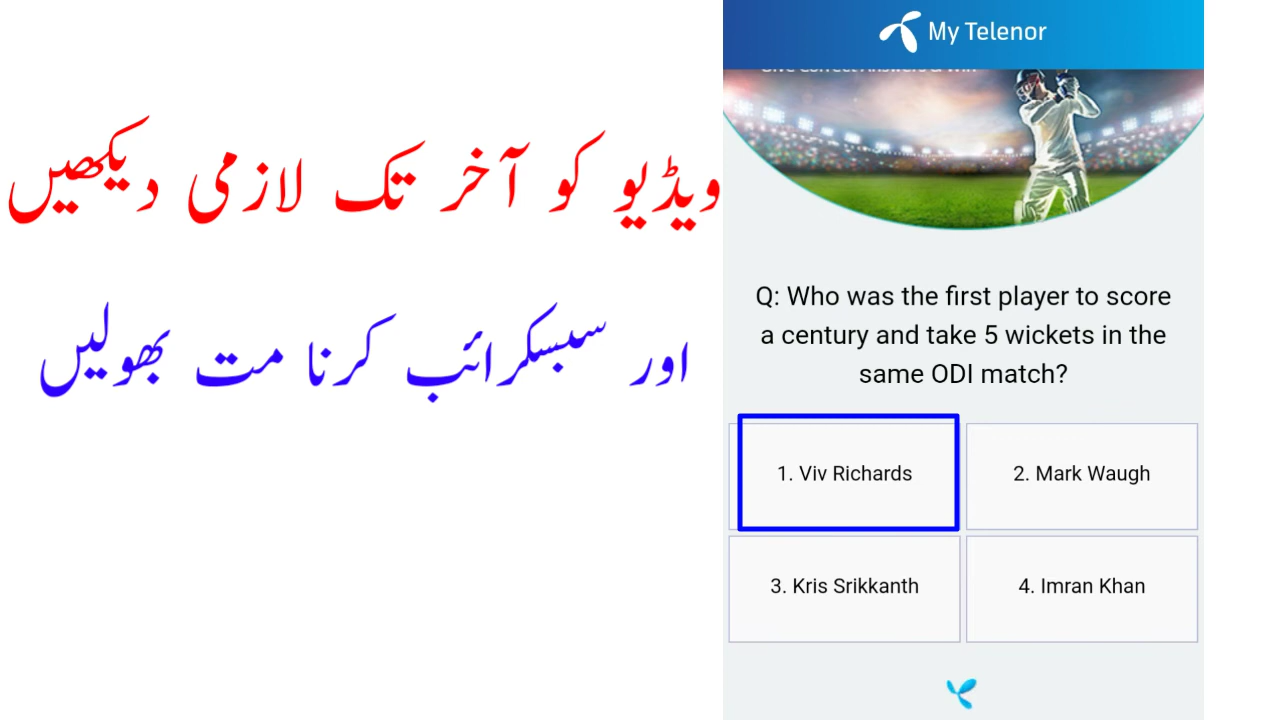 ویڈیو کو آخر تک لازمی دیکھیں
اور سبسکرائب کرنا مت بھولیں
My Telenor
Q: Who was the first player to score
a century and take 5 wickets in the
same ODI match?
1. Viv Richards
2. Mark Waugh
3. Kris Srikkanth
4. Imran Khan